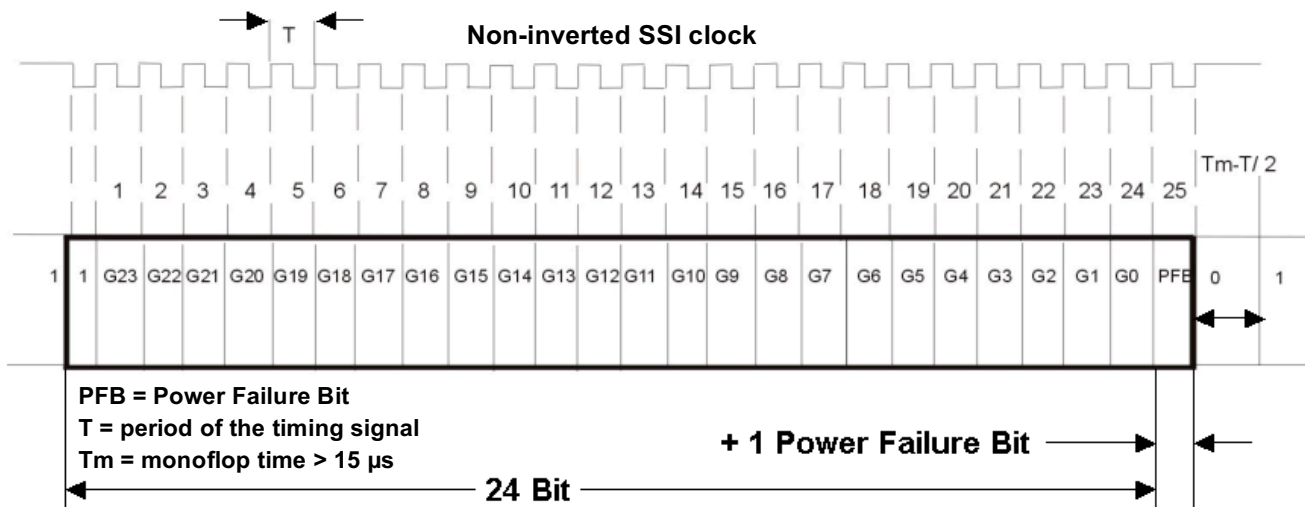 T
Non-inverted SSI clock
Tm-T/ 2
1 2 3 4 5 6 7 8 9 10 11 12 13 14 15 16 17 18 19 20 21 22 23 24 25
1 1 G23 G22 G21 G20 G19 G18 G17 G16 G15 G14 G13 G12 G11 G10 G9 G8 G7 G6 G5 G4 G3 G2 G1 G0 PFB 0 1
PFB = Power Failure Bit
T = period of the timing signal
Tm = monoflop time > 15 µs
+ 1 Power Failure Bit
24 Bit